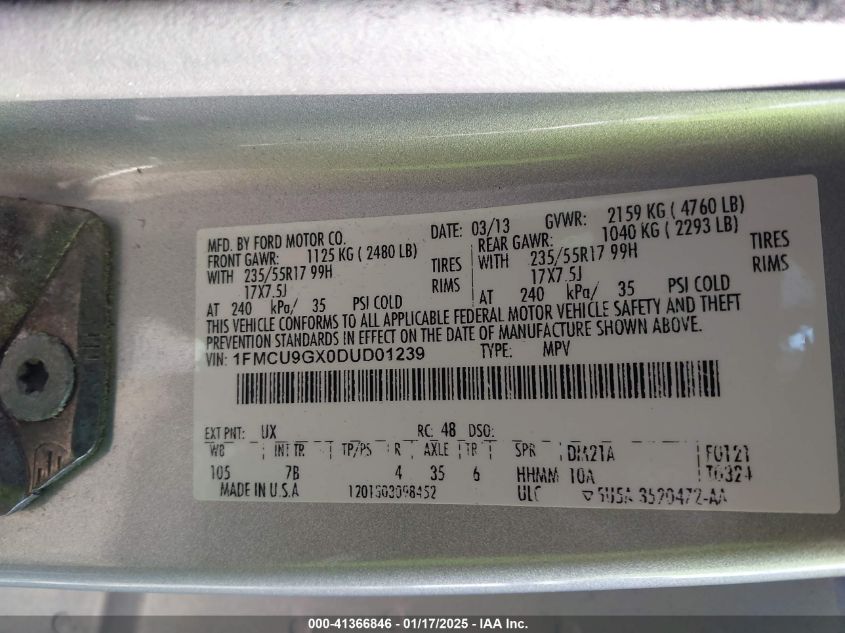 MFD. BY FORD MOTOR CO.
DATE: 03/13 GVWR: 2159 KG ( 4760 LB)
FRONT GAWR: 1125 KG ( 2480 LB) REAR GAWR: 1040 KG ( 2293 LB)
WITH 235/55R17 99H TIRES WITH 235/55R17 99H TIRES
17X7.5J RIMS 17X7.5J RIMS
AT 240 kPa/ 35 PSI COLD AT 240 kPa/ 35 PSI COLD
THIS VEHICLE CONFORMS TO ALL APPLICABLE FEDERAL MOTOR VEHICLE SAFETY AND THEFT
PREVENTION STANDARDS IN EFFECT ON THE DATE OF MANUFACTURE SHOWN ABOVE.
VIN: 1FMCU9GX0DUD01239 TYPE: MPV
EXT PNT: UX RC: 48 DSO:
WB INT TR TP/PS R AXLE TR SPR DM21A F0121
105 7B 4 35 6 HHMM 10A T0324
MADE IN U.S.A ULC
000-41366846 — 01/17/2025 — IAA Inc.